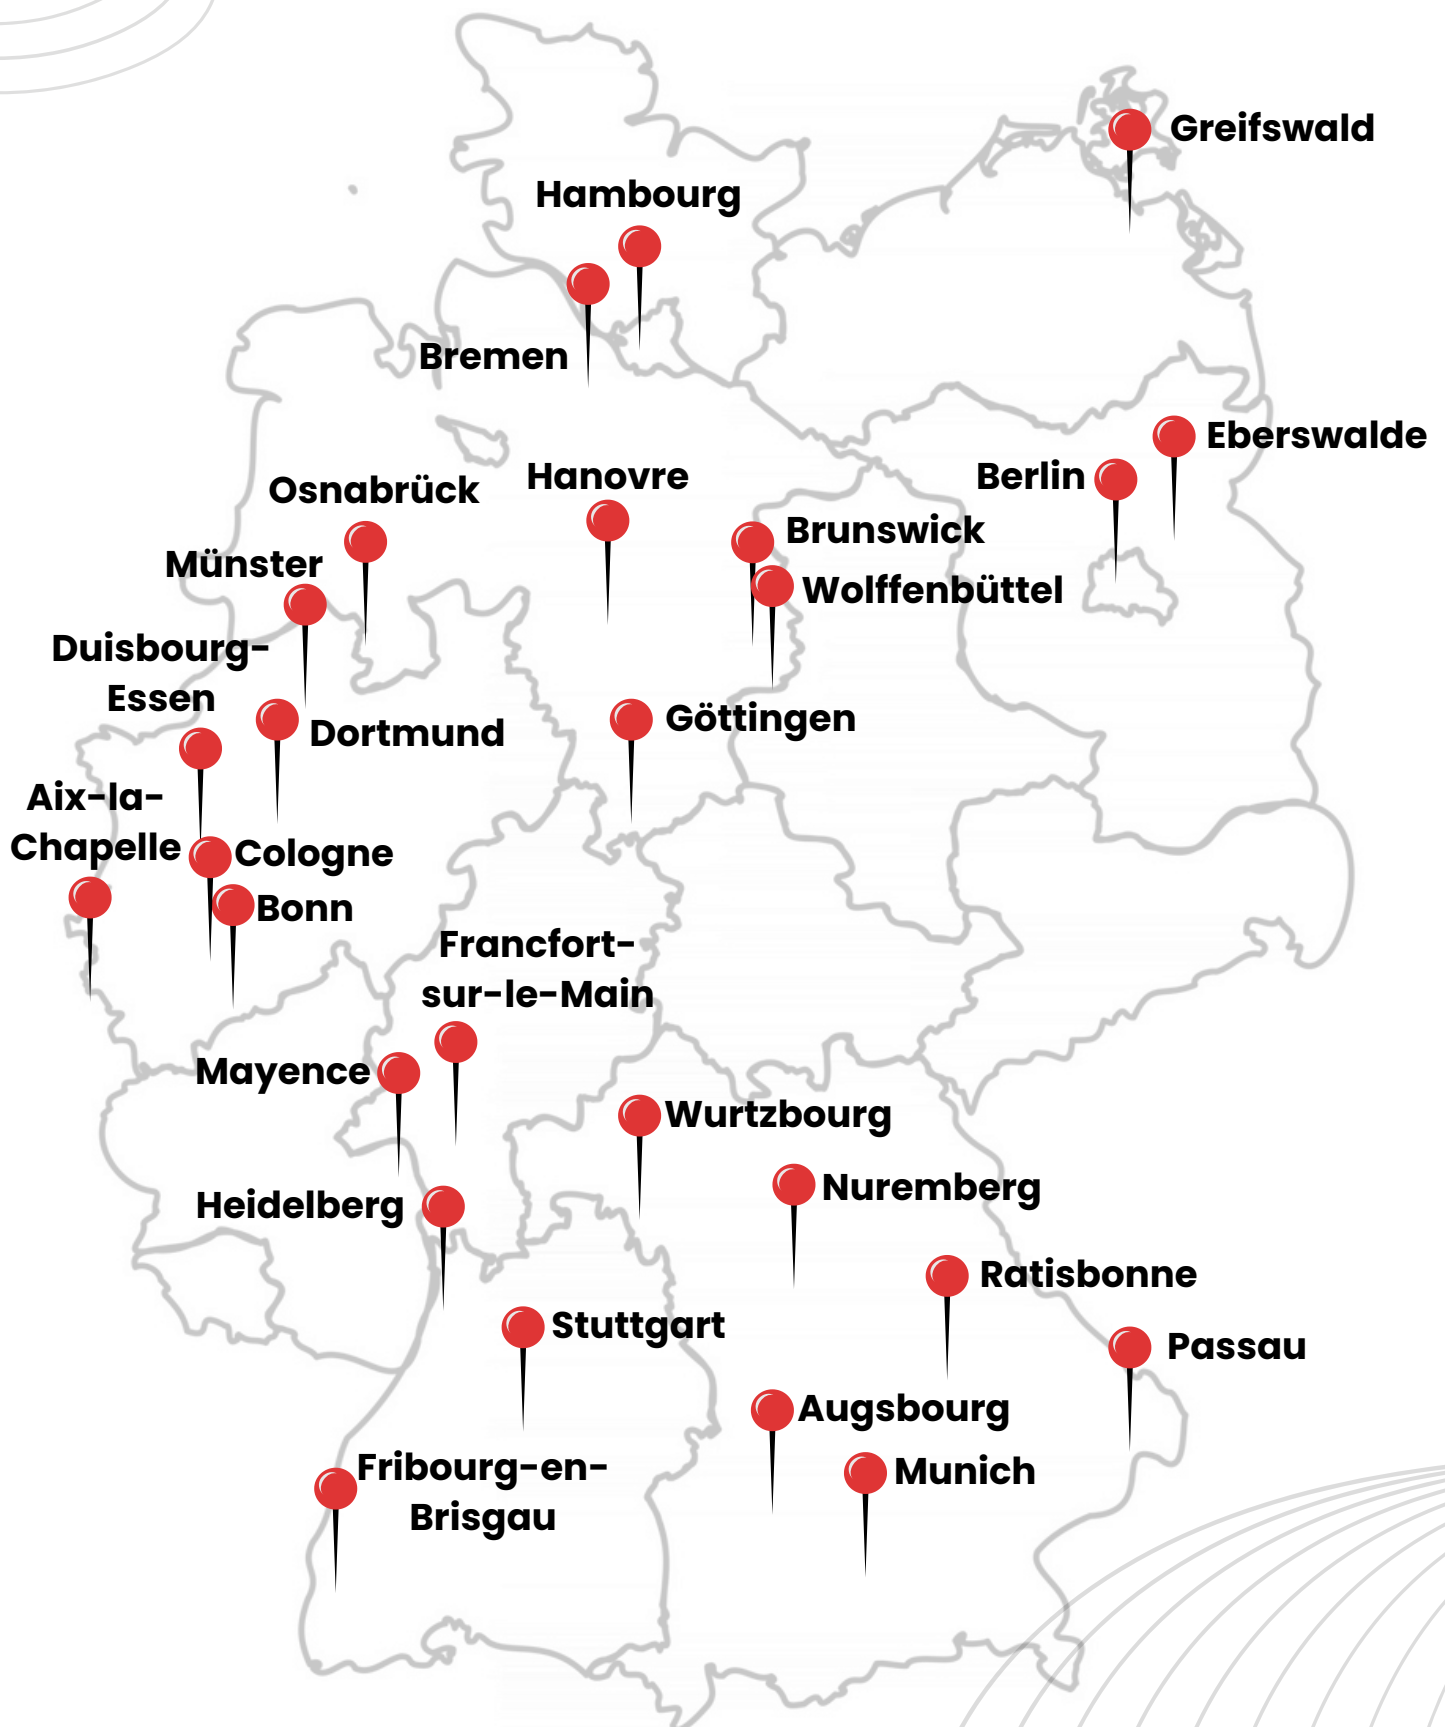 Greifswald
Hambourg
Bremen
Eberswalde
Berlin
Hanovre
Osnabrück
Brunswick
Münster
Wolffenbüttel
Duisbourg-
Essen
Göttingen
Dortmund
Aix-la-
Chapelle
Cologne
Bonn
Francfort-
sur-le-Main
Mayence
Wurtzbourg
Nuremberg
Heidelberg
Ratisbonne
Stuttgart
Passau
Augsbourg
Fribourg-en-
Brisgau
Munich